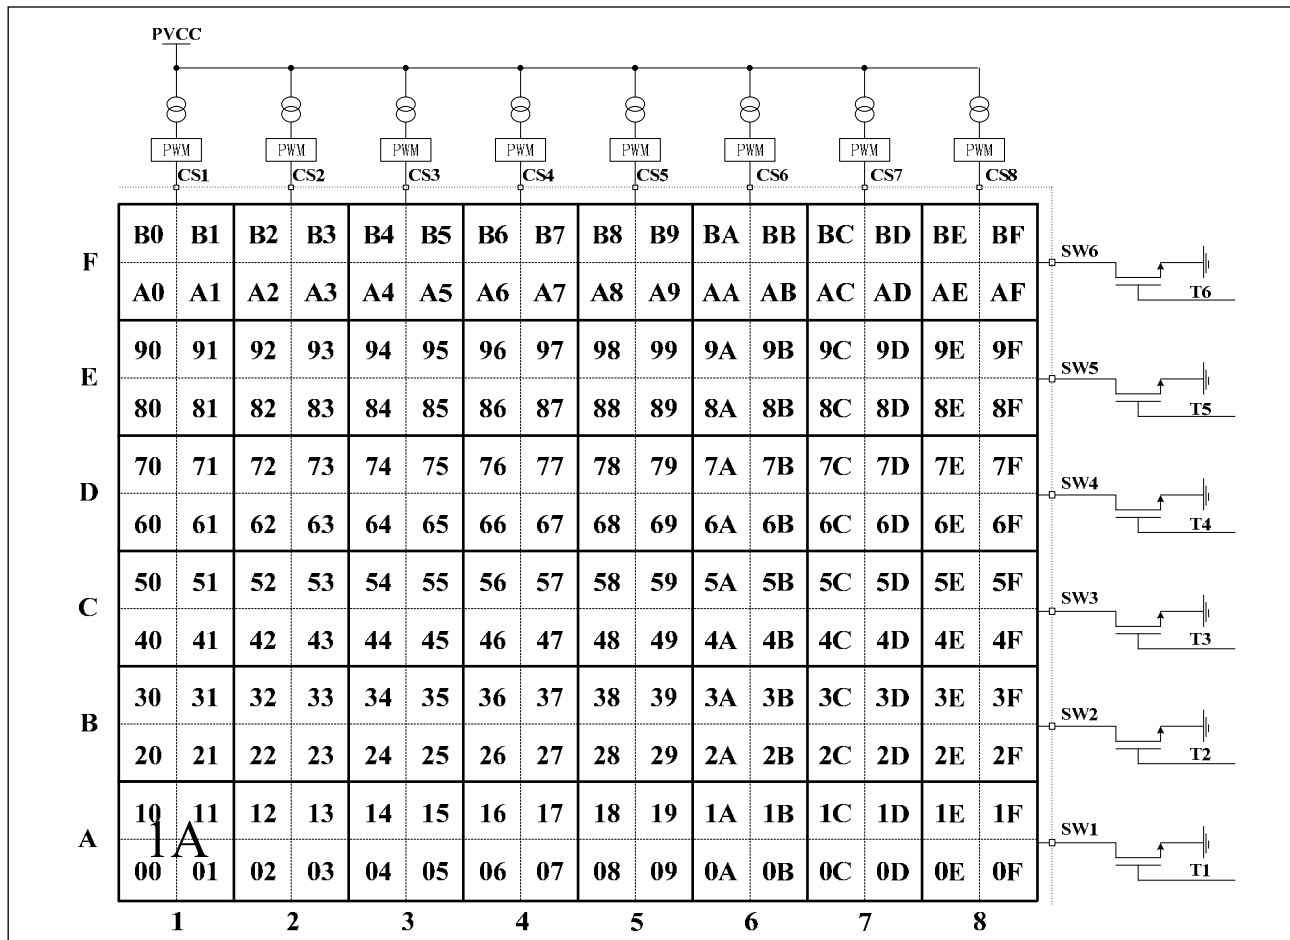 PVCC
PWM PWM PWM PWM PWM PWM PWM PWM
CS1 CS2 CS3 CS4 CS5 CS6 CS7 CS8
B0 B1 B2 B3 B4 B5 B6 B7 B8 B9 BA BB BC BD BE BF
SW6
F
A0 A1 A2 A3 A4 A5 A6 A7 A8 A9 AA AB AC AD AE AF
T6
90 91 92 93 94 95 96 97 98 99 9A 9B 9C 9D 9E 9F
SW5
E
80 81 82 83 84 85 86 87 88 89 8A 8B 8C 8D 8E 8F
T5
70 71 72 73 74 75 76 77 78 79 7A 7B 7C 7D 7E 7F
SW4
D
60 61 62 63 64 65 66 67 68 69 6A 6B 6C 6D 6E 6F
T4
50 51 52 53 54 55 56 57 58 59 5A 5B 5C 5D 5E 5F
SW3
C
40 41 42 43 44 45 46 47 48 49 4A 4B 4C 4D 4E 4F
T3
30 31 32 33 34 35 36 37 38 39 3A 3B 3C 3D 3E 3F
SW2
B
20 21 22 23 24 25 26 27 28 29 2A 2B 2C 2D 2E 2F
T2
10 11 12 13 14 15 16 17 18 19 1A 1B 1C 1D 1E 1F
SW1
A
1A
00 01 02 03 04 05 06 07 08 09 0A 0B 0C 0D 0E 0F
T1
1 2 3 4 5 6 7 8